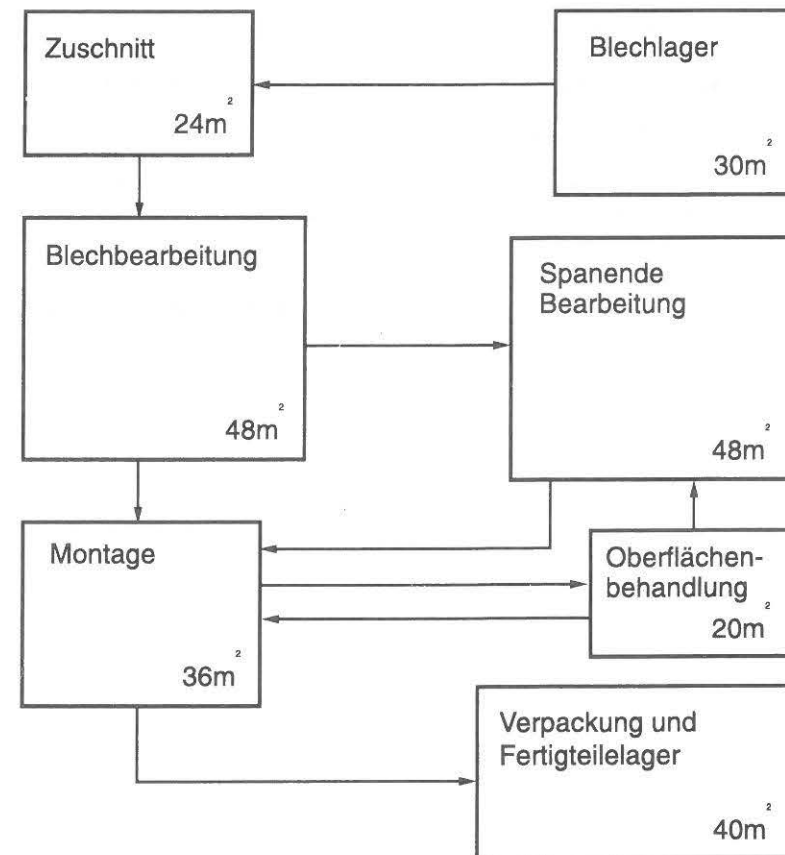 Zuschnitt
24m²
Blechlager
30m²
Blechbearbeitung
48m²
Spanende
Bearbeitung
48m²
Montage
36m²
Oberflächen-
behandlung
20m²
Verpackung und
Fertigteilelager
40m²